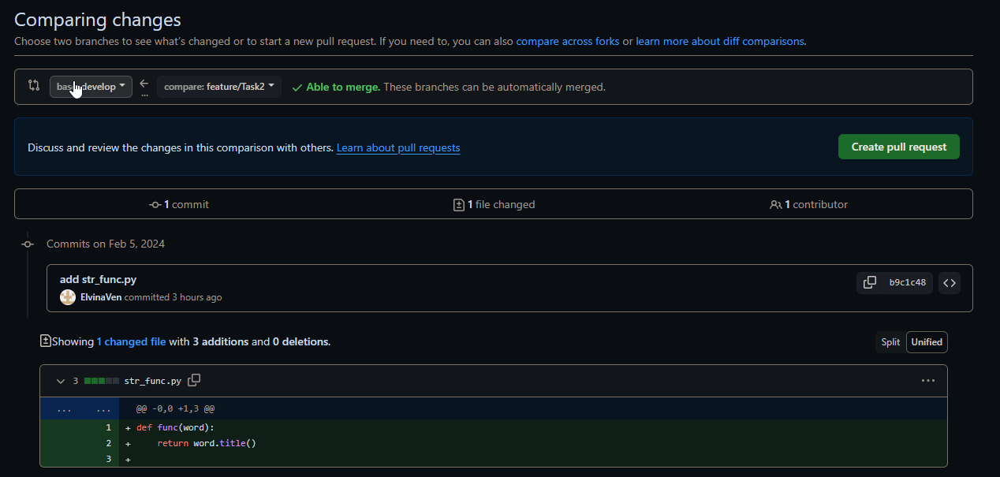 Comparing changes
Choose two branches to see what's changed or to start a new pull request. If you need to, you can also compare across forks or learn more about diff comparisons.
develop ... compare: feature/Task2 Able to merge. These branches can be automatically merged.
Discuss and review the changes in this comparison with others. Learn about pull requests Create pull request
1 commit 1 file changed 1 contributor
Commits on Feb 5, 2024
add str_func.py
ElvinaVen committed 3 hours ago b9c1c48
Showing 1 changed file with 3 additions and 0 deletions. Split Unified
3 str_func.py ...
... ... @@ -0,0 +1,3 @@
1 + def func(word):
2 +     return word.title()
3 +